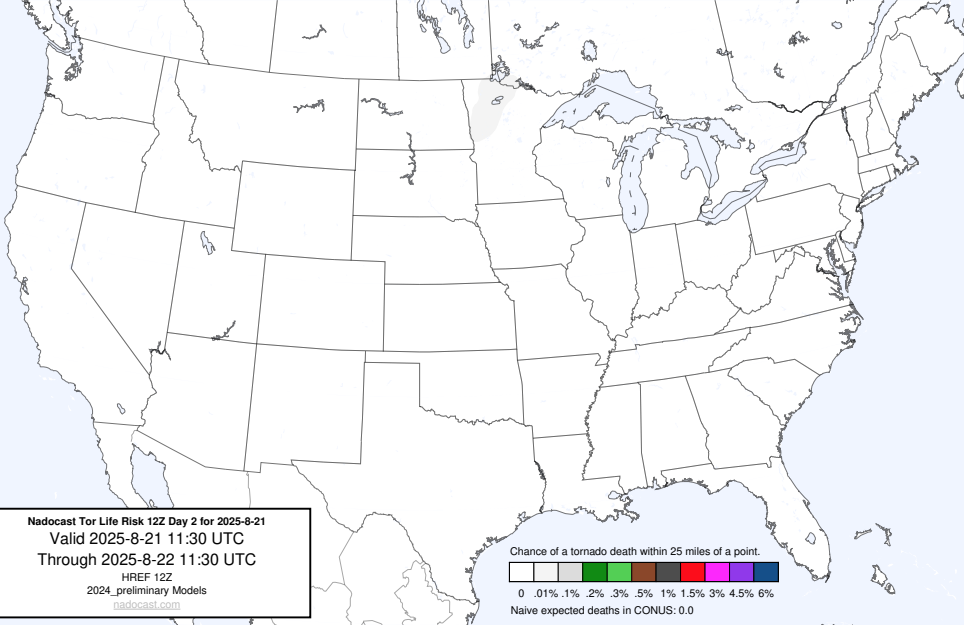 Nadocast Tor Life Risk 12Z Day 2 for 2025-8-21
Valid 2025-8-21 11:30 UTC
Through 2025-8-22 11:30 UTC
HREF 12Z
2024_preliminary Models
nadocast.com
Chance of a tornado death within 25 miles of a point.
0 .01% .1% .2% .3% .5% 1% 1.5% 3% 4.5% 6%
Naive expected deaths in CONUS: 0.0